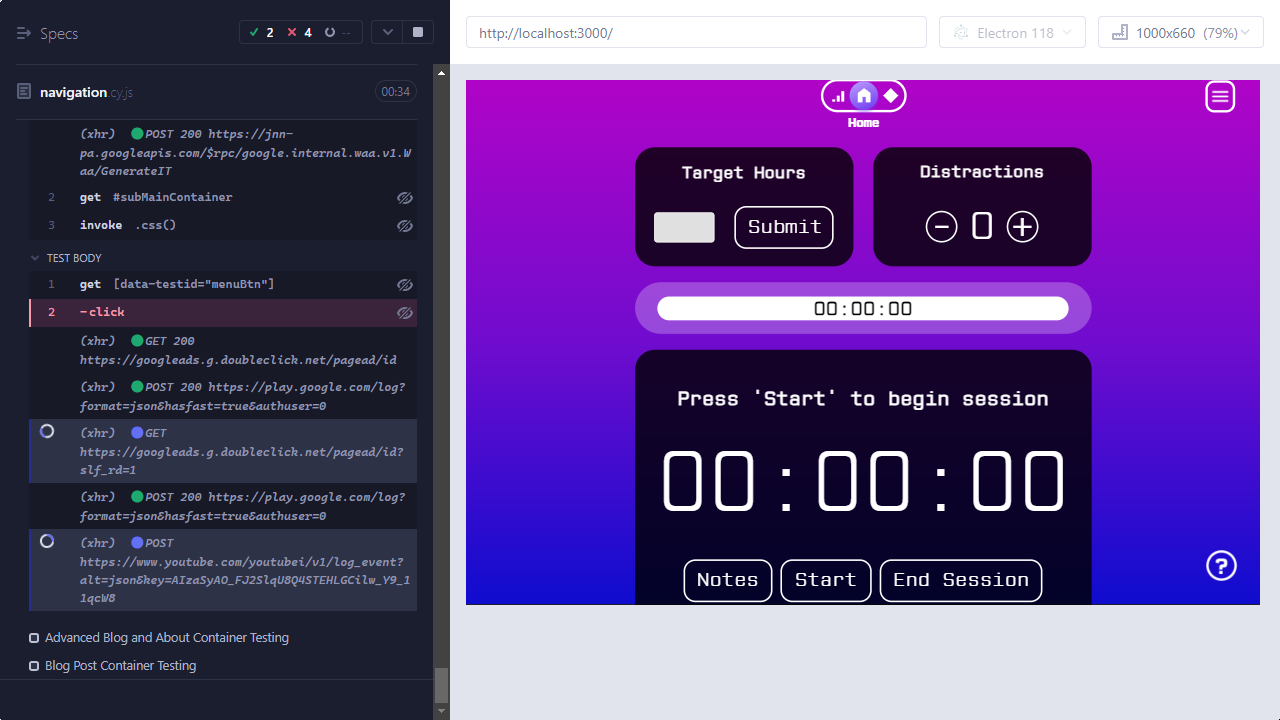 Specs
2
4
--
navigation.cy.js
00:34
(xhr) POST 200 https://jnn-
pa.googleapis.com/$rpc/google.internal.waa.v1.W
aa/GenerateIT
2 get #subMainContainer
3 invoke .css()
TEST BODY
1 get [data-testid="menuBtn"]
2 -click
(xhr) GET 200
https://googleads.g.doubleclick.net/pagead/id
(xhr) POST 200 https://play.google.com/log?
format=json&hasfast=true&authuser=0
(xhr) GET
https://googleads.g.doubleclick.net/pagead/id?
slf_rd=1
(xhr) POST 200 https://play.google.com/log?
format=json&hasfast=true&authuser=0
(xhr) POST
https://www.youtube.com/youtubei/v1/log_event?
alt=json&key=AIzaSyAO_FJ2SlqU8Q4STEHLGCilw_Y9_1
1qcW8
Advanced Blog and About Container Testing
Blog Post Container Testing
http://localhost:3000/
Electron 118
1000x660 (79%)
Home
Target Hours
Submit
Distractions
0
00:00:00
Press 'Start' to begin session
00:00:00
Notes
Start
End Session
?